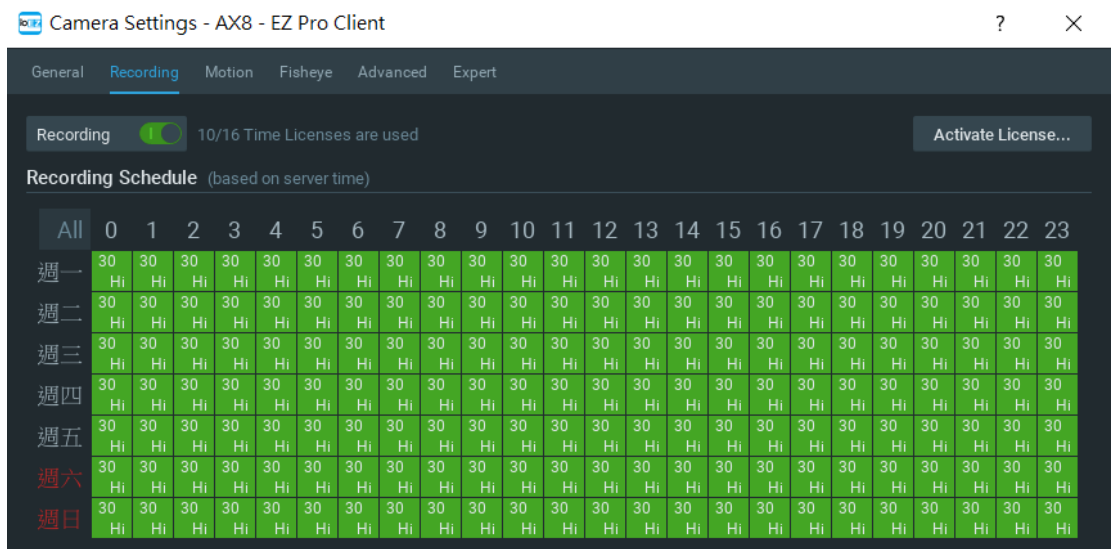 Camera Settings - AX8 - EZ Pro Client ? ×
General Recording Motion Fisheye Advanced Expert
Recording 10/16 Time Licenses are used Activate License...
Recording Schedule (based on server time)
All 0 1 2 3 4 5 6 7 8 9 10 11 12 13 14 15 16 17 18 19 20 21 22 23
週一 30 30 30 30 30 30 30 30 30 30 30 30 30 30 30 30 30 30 30 30 30 30 30 30
Hi Hi Hi Hi Hi Hi Hi Hi Hi Hi Hi Hi Hi Hi Hi Hi Hi Hi Hi Hi Hi Hi Hi Hi
週二 30 30 30 30 30 30 30 30 30 30 30 30 30 30 30 30 30 30 30 30 30 30 30 30
Hi Hi Hi Hi Hi Hi Hi Hi Hi Hi Hi Hi Hi Hi Hi Hi Hi Hi Hi Hi Hi Hi Hi Hi
週三 30 30 30 30 30 30 30 30 30 30 30 30 30 30 30 30 30 30 30 30 30 30 30 30
Hi Hi Hi Hi Hi Hi Hi Hi Hi Hi Hi Hi Hi Hi Hi Hi Hi Hi Hi Hi Hi Hi Hi Hi
週四 30 30 30 30 30 30 30 30 30 30 30 30 30 30 30 30 30 30 30 30 30 30 30 30
Hi Hi Hi Hi Hi Hi Hi Hi Hi Hi Hi Hi Hi Hi Hi Hi Hi Hi Hi Hi Hi Hi Hi Hi
週五 30 30 30 30 30 30 30 30 30 30 30 30 30 30 30 30 30 30 30 30 30 30 30 30
Hi Hi Hi Hi Hi Hi Hi Hi Hi Hi Hi Hi Hi Hi Hi Hi Hi Hi Hi Hi Hi Hi Hi Hi
週六 30 30 30 30 30 30 30 30 30 30 30 30 30 30 30 30 30 30 30 30 30 30 30 30
Hi Hi Hi Hi Hi Hi Hi Hi Hi Hi Hi Hi Hi Hi Hi Hi Hi Hi Hi Hi Hi Hi Hi Hi
週日 30 30 30 30 30 30 30 30 30 30 30 30 30 30 30 30 30 30 30 30 30 30 30 30
Hi Hi Hi Hi Hi Hi Hi Hi Hi Hi Hi Hi Hi Hi Hi Hi Hi Hi Hi Hi Hi Hi Hi Hi